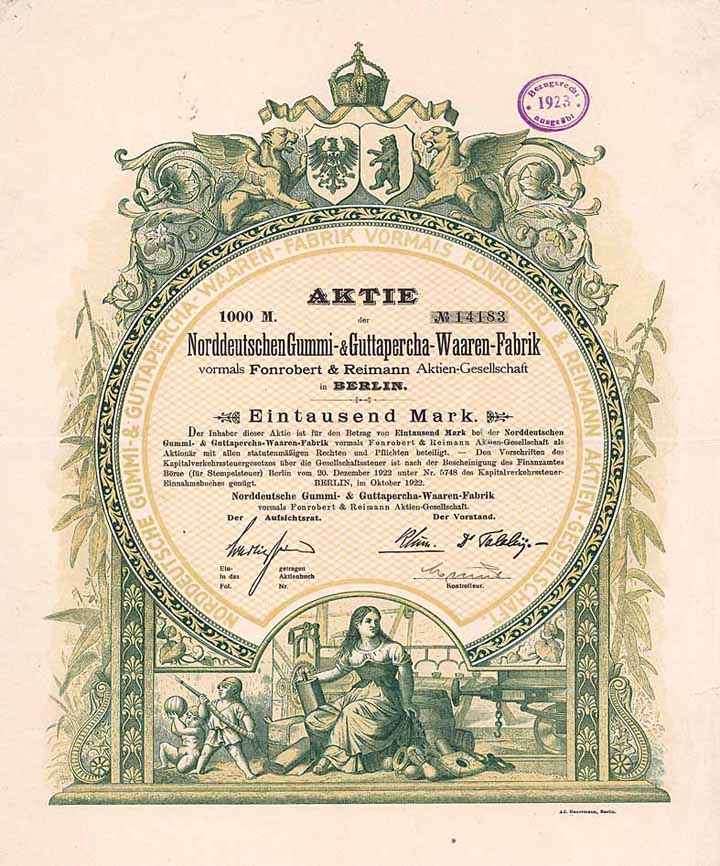 Bezugsrecht
1923
ausgeübt
NORDDEUTSCHE GUMMI- & GUTTAPERCHA-WAAREN-FABRIK VORMALS FONROBERT & REIMANN AKTIEN-GESELLSCHAFT
AKTIE
1000 M. der № 14183
Norddeutschen Gummi- & Guttapercha-Waaren-Fabrik
vormals Fonrobert & Reimann Aktien-Gesellschaft
in BERLIN.
Eintausend Mark.
Der Inhaber dieser Aktie ist für den Betrag von Eintausend Mark bei der Norddeutschen
Gummi- & Guttapercha-Waaren-Fabrik vormals Fonrobert & Reimann Aktien-Gesellschaft als
Aktionär mit allen statutenmäßigen Rechten und Pflichten beteiligt. — Den Vorschriften des
Kapitalverkehrssteuergesetzes über die Gesellschaftssteuer ist nach der Bescheinigung des Finanzamtes
Börse (für Stempelsteuer) Berlin vom 20. Dezember 1922 unter Nr. 5748 des Kapitalverkehrssteuer-
Einnahmebuches genügt. BERLIN, im Oktober 1922.
Norddeutsche Gummi- & Guttapercha-Waaren-Fabrik
vormals Fonrobert & Reimann Aktien-Gesellschaft.
Der Aufsichtsrat. Der Vorstand.
Ein- getragen
in das Aktienbuch
Fol. Nr. Kontrolleur.
Berlin.